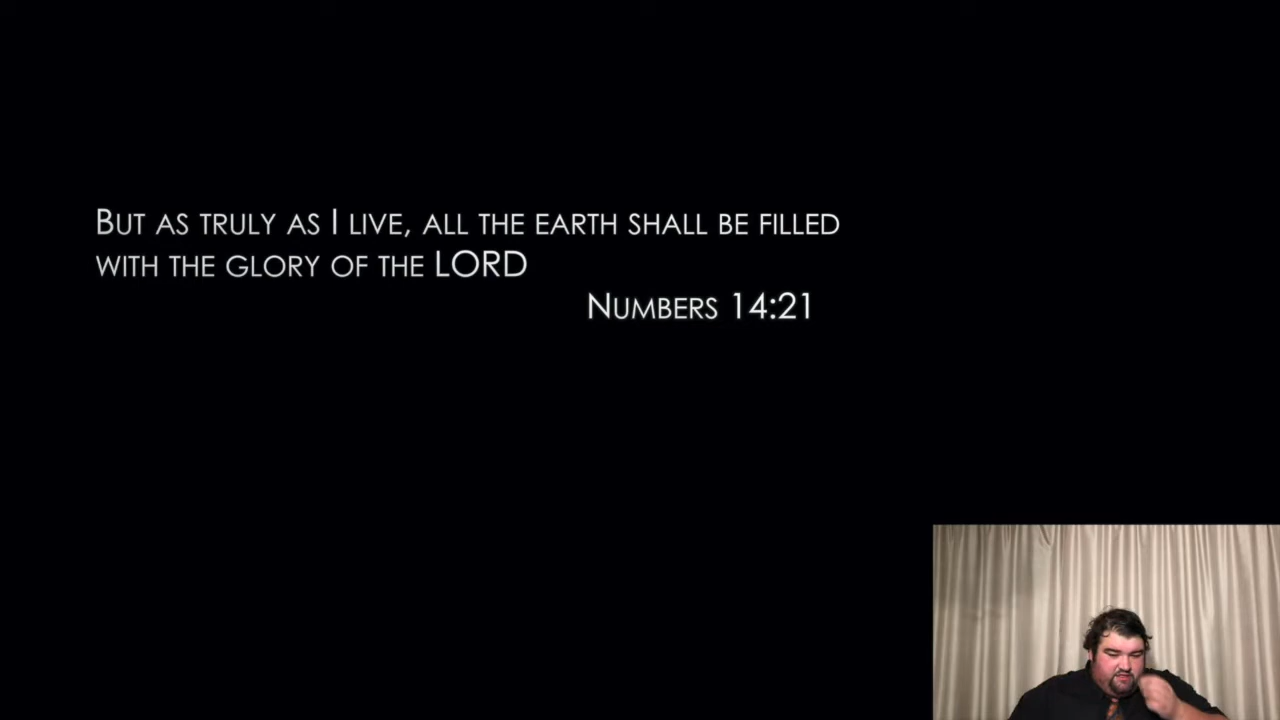 But as truly as I live, all the earth shall be filled
with the glory of the LORD
Numbers 14:21